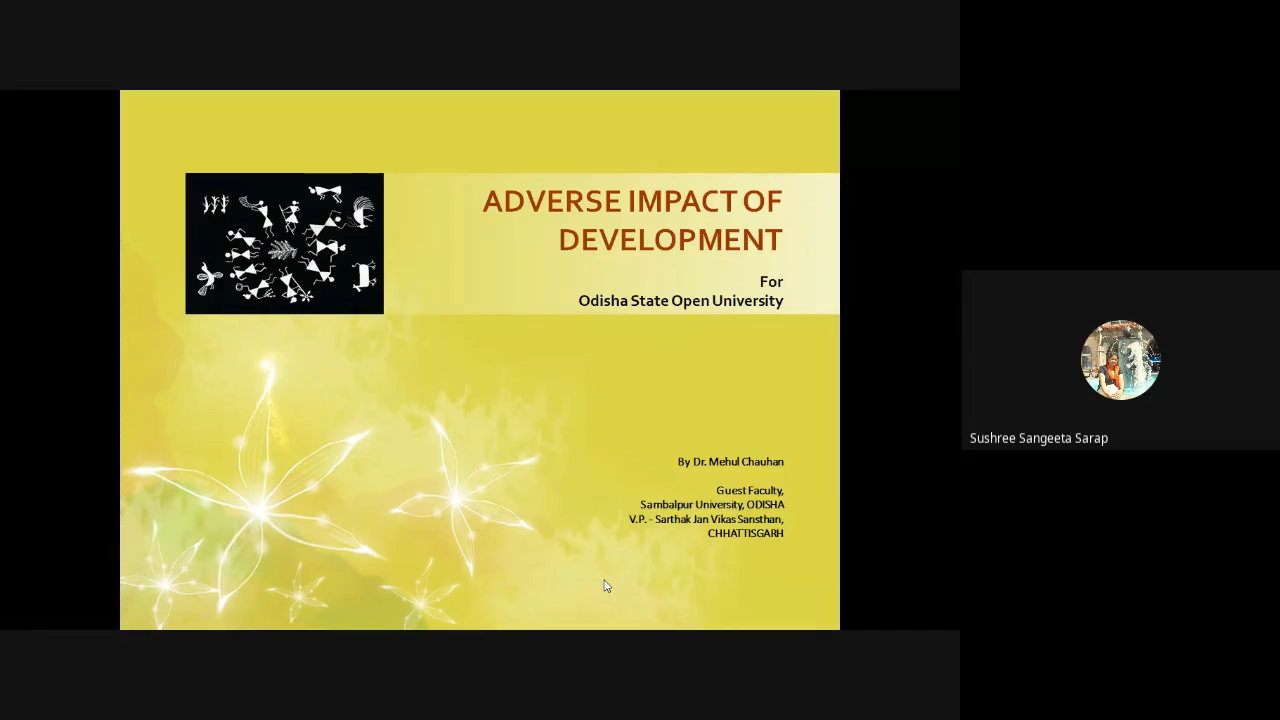 ADVERSE IMPACT OF
DEVELOPMENT
For
Odisha State Open University
By Dr. Mehul Chauhan
Guest Faculty,
Sambalpur University, ODISHA
V.P. - Sarthak Jan Vikas Sansthan,
CHHATTISGARH
Sushree Sangeeta Sarap